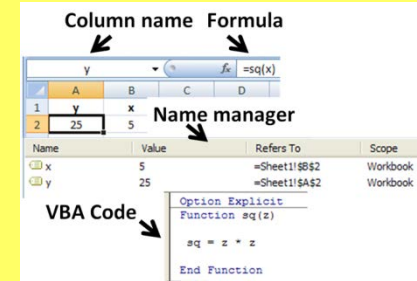 Column name Formula
y fx =sq(x)
A B C D
1 y x
2 25 5
Name manager
Name Value Refers To Scope
x 5 =Sheet1!$B$2 Workbook
y 25 =Sheet1!$A$2 Workbook
VBA Code
Option Explicit
Function sq(z)
sq = z * z
End Function